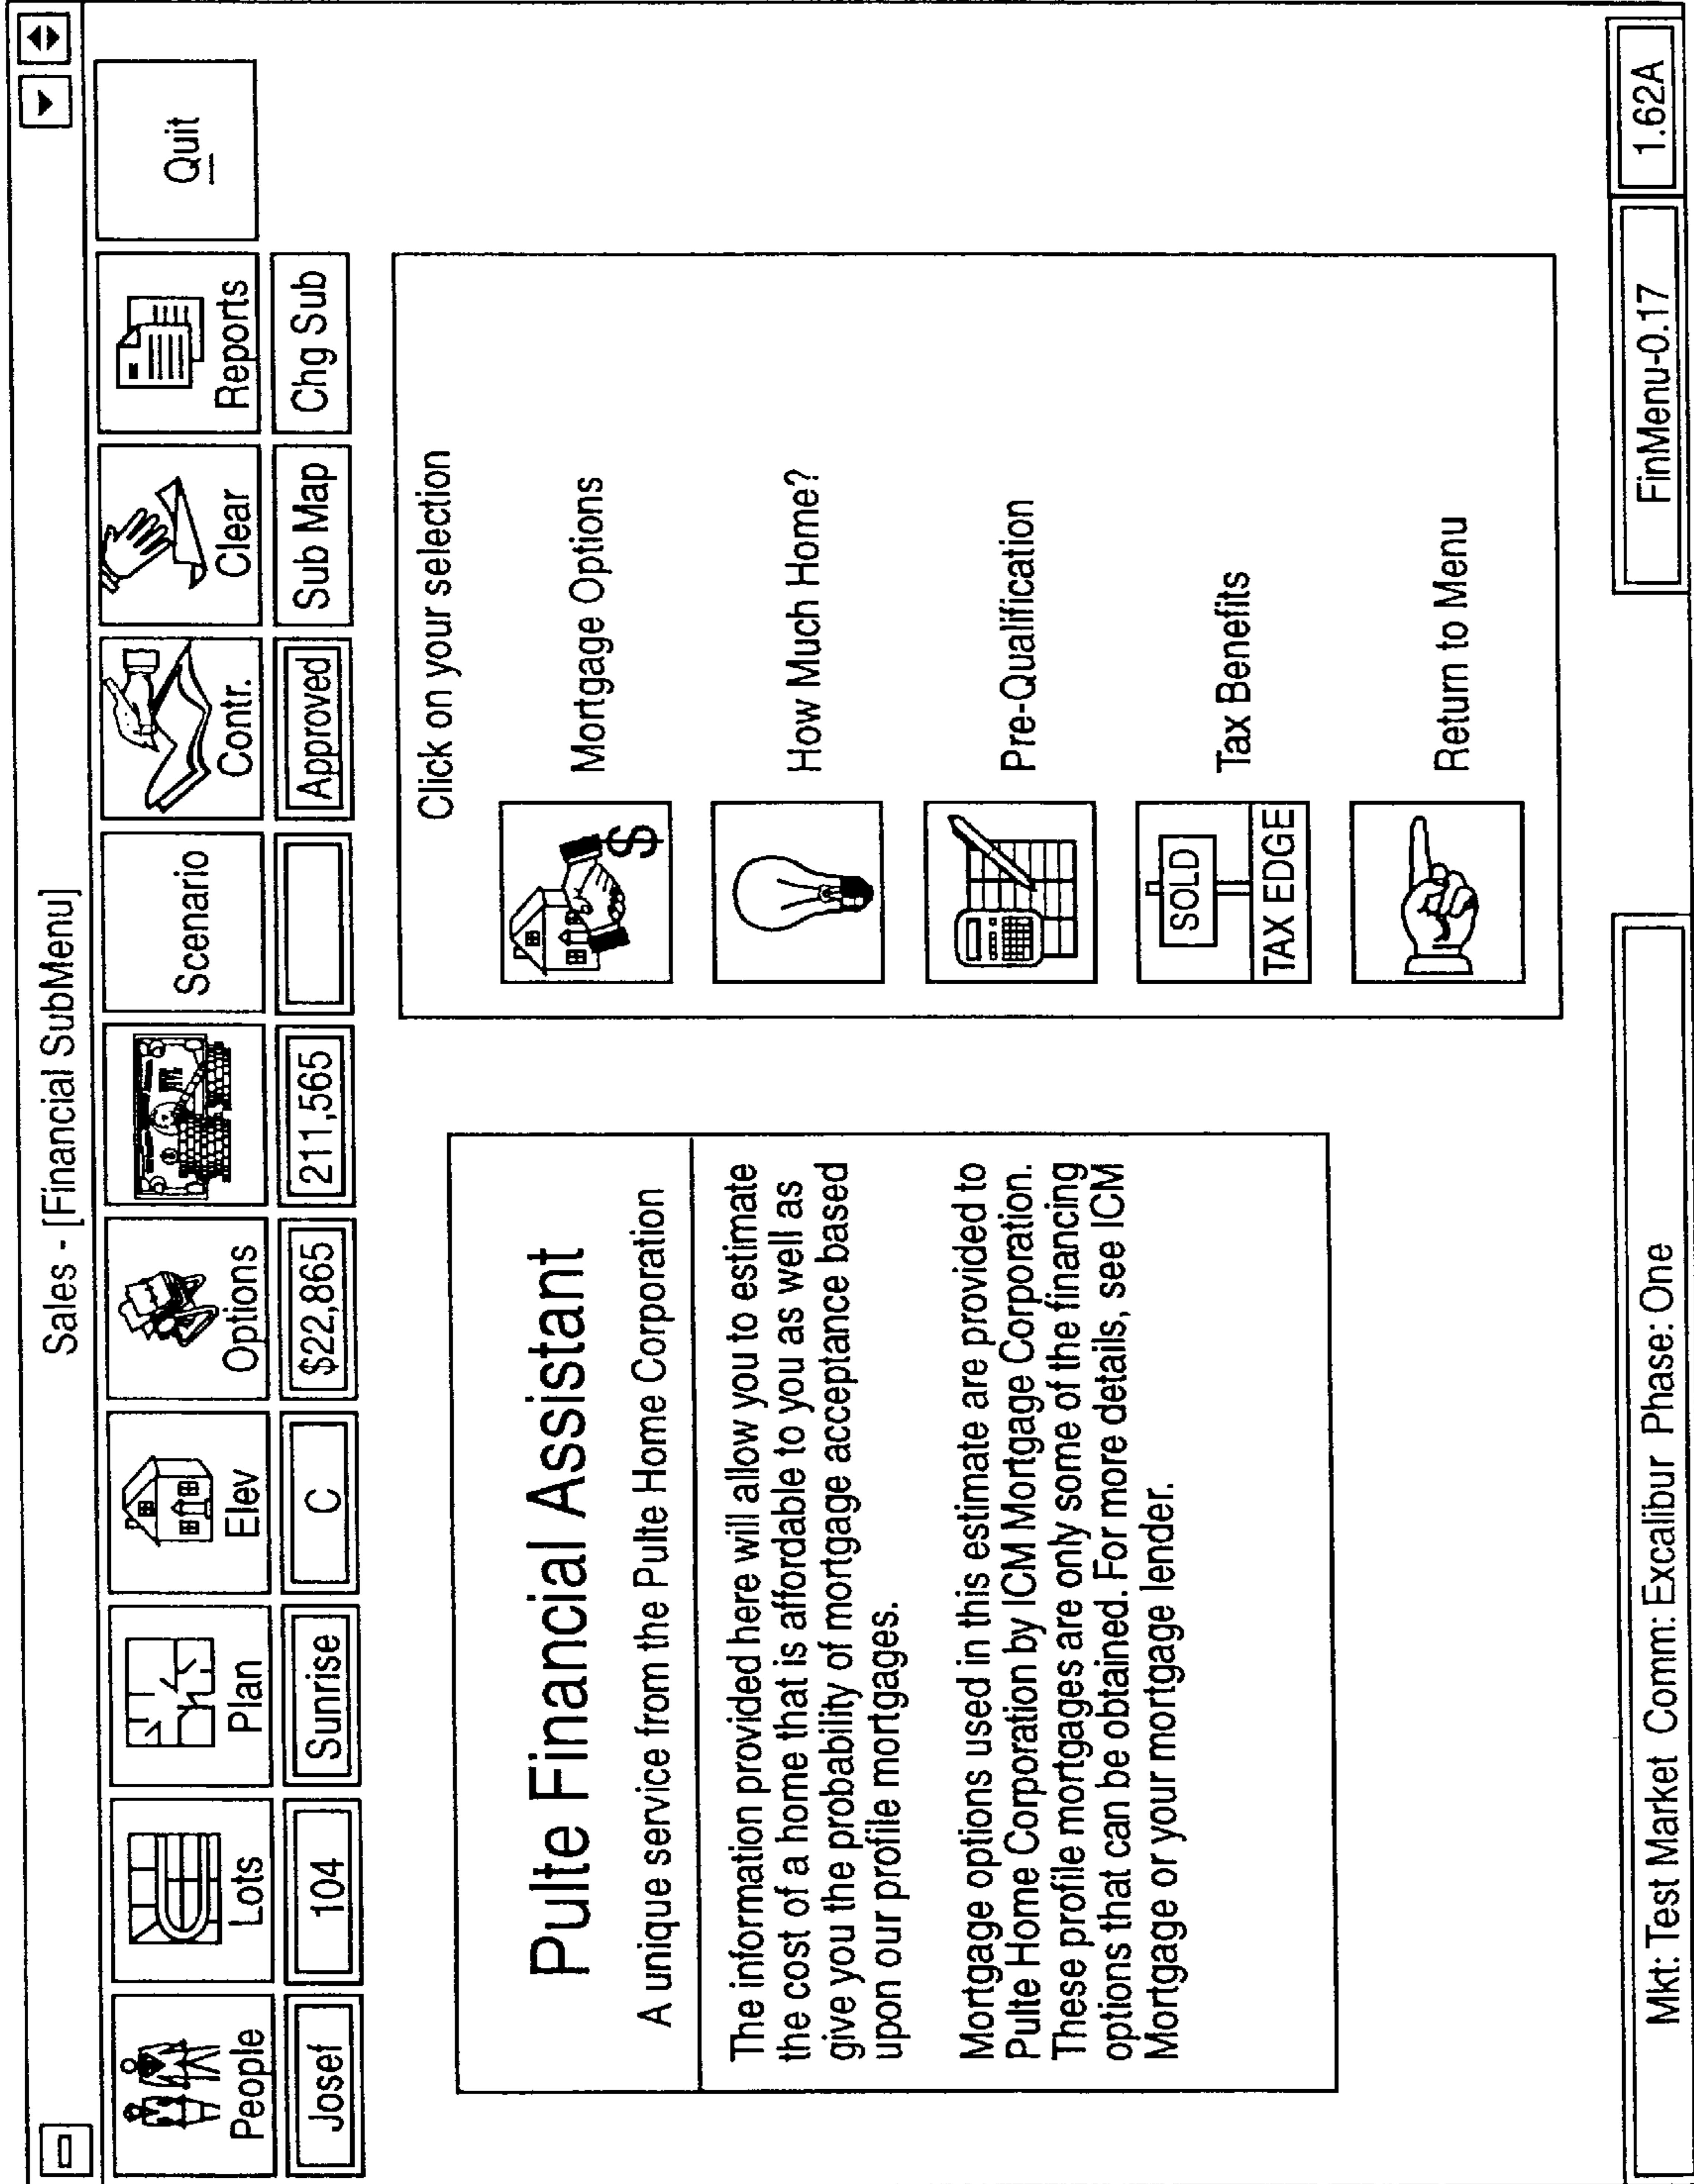 Sales - [Financial SubMenu]
People
Lots
Plan
Elev
Options
Scenario
Contr.
Clear
Reports
Quit
Josef
104
Sunrise
C
$22,865
211,565
Approved
Sub Map
Chg Sub
Pulte Financial Assistant
A unique service from the Pulte Home Corporation
The information provided here will allow you to estimate
the cost of a home that is affordable to you as well as
give you the probability of mortgage acceptance based
upon our profile mortgages.
Mortgage options used in this estimate are provided to
Pulte Home Corporation by ICM Mortgage Corporation.
These profile mortgages are only some of the financing
options that can be obtained. For more details, see ICM
Mortgage or your mortgage lender.
Click on your selection
$
Mortgage Options
How Much Home?
Pre-Qualification
SOLD
TAX EDGE
Tax Benefits
Return to Menu
Mkt: Test Market Comm: Excalibur Phase: One
FinMenu-0.17
1.62A